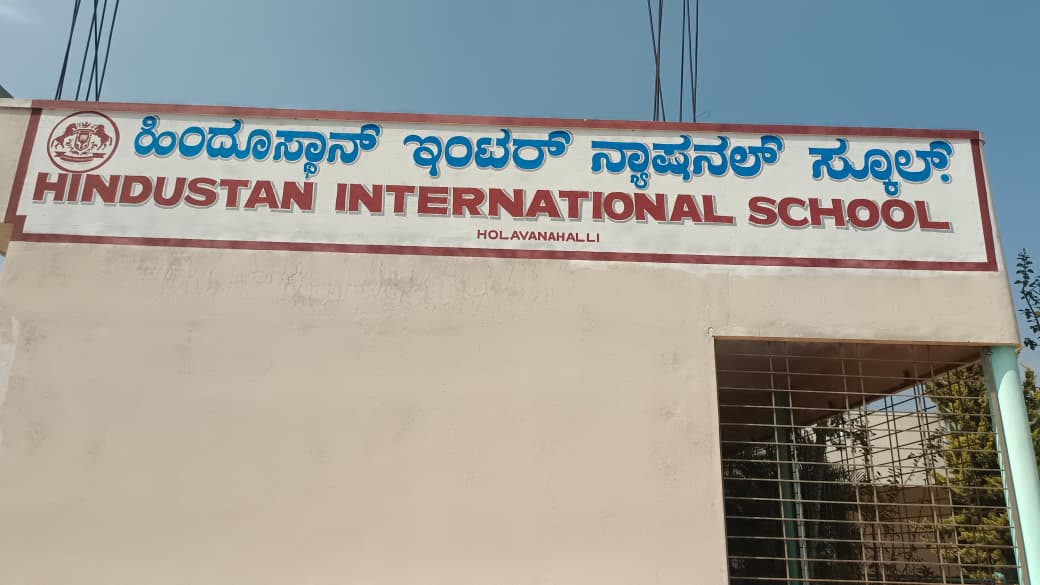 ಹಿಂದೂಸ್ಥಾನ್ ಇಂಟರ್ ನ್ಯಾಷನಲ್ ಸ್ಕೂಲ್.
HINDUSTAN INTERNATIONAL SCHOOL
HOLAVANAHALLI